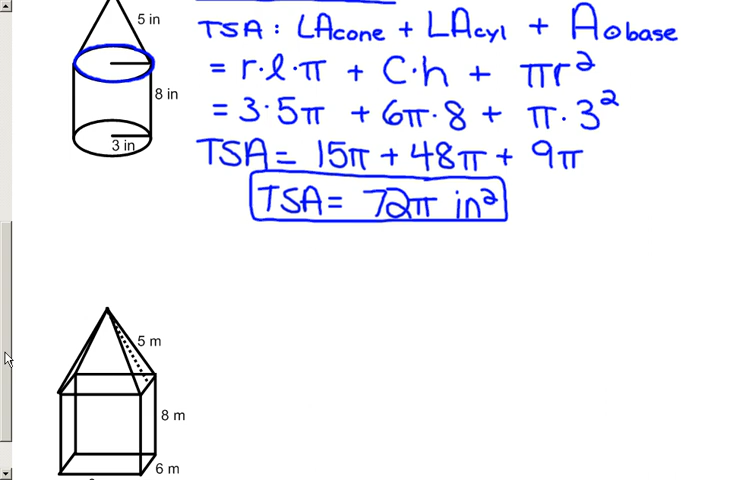 5 in
8 in
3 in
TSA : LAcone + LAcyl + A⊙base
= r·l·π + C·h + πr²
= 3·5π + 6π·8 + π·3²
TSA = 15π + 48π + 9π
TSA = 72π in²
5 m
8 m
6 m